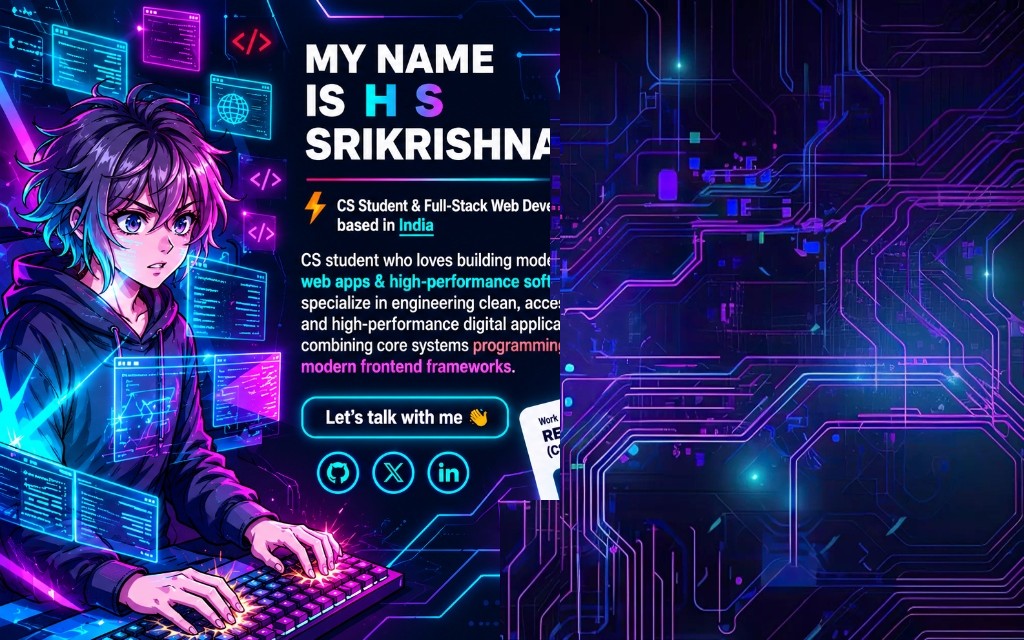 MY NAME
IS H S
SRIKRISHNA
CS Student & Full-Stack Web Deve
based in India
CS student who loves building mode
web apps & high-performance soft
specialize in engineering clean, acces
and high-performance digital applica
combining core systems programming
modern frontend frameworks.
Let's talk with me 👋
Work
RE
(C